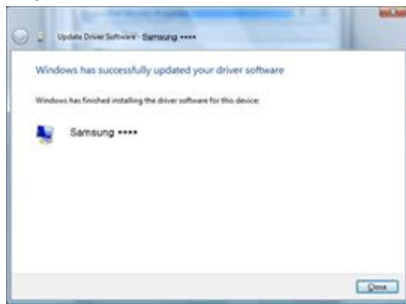 Update Driver Software - Samsung ••••
Windows has successfully updated your driver software
Windows has finished installing the driver software for this device:
Samsung ••••
Close